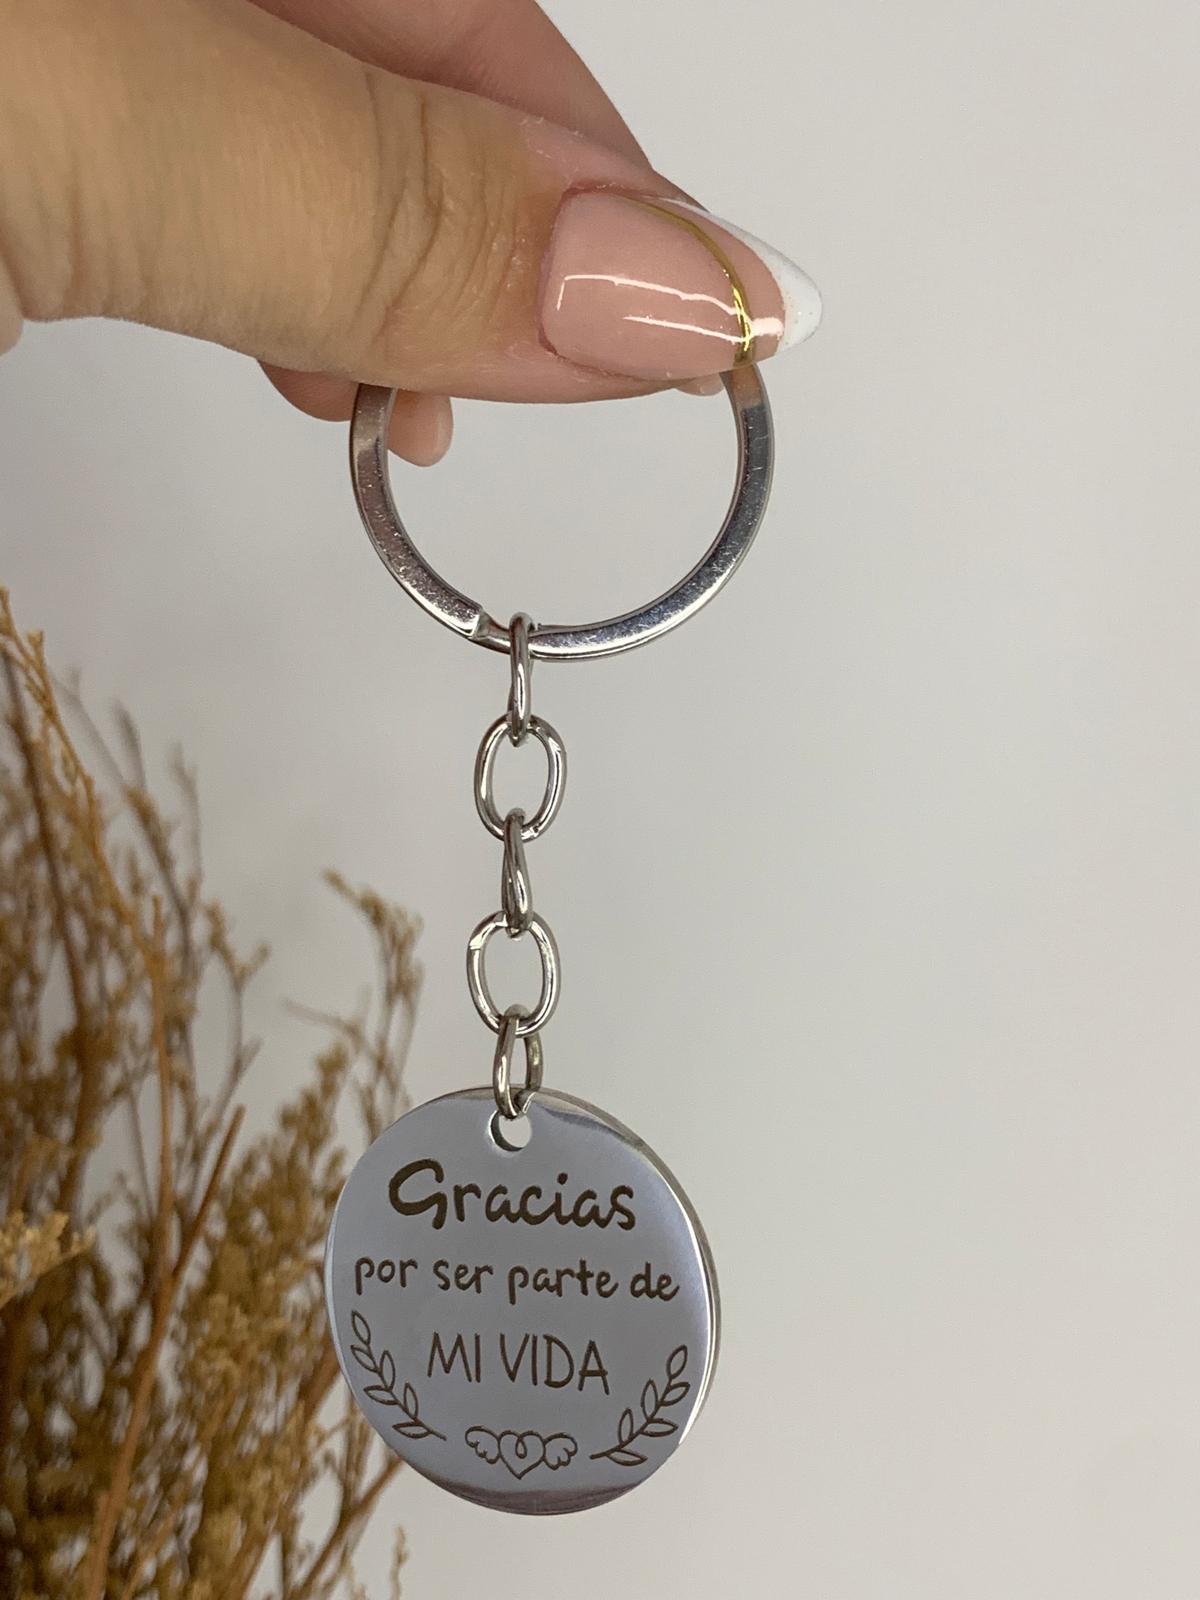 Gracias
por ser parte de
MI VIDA